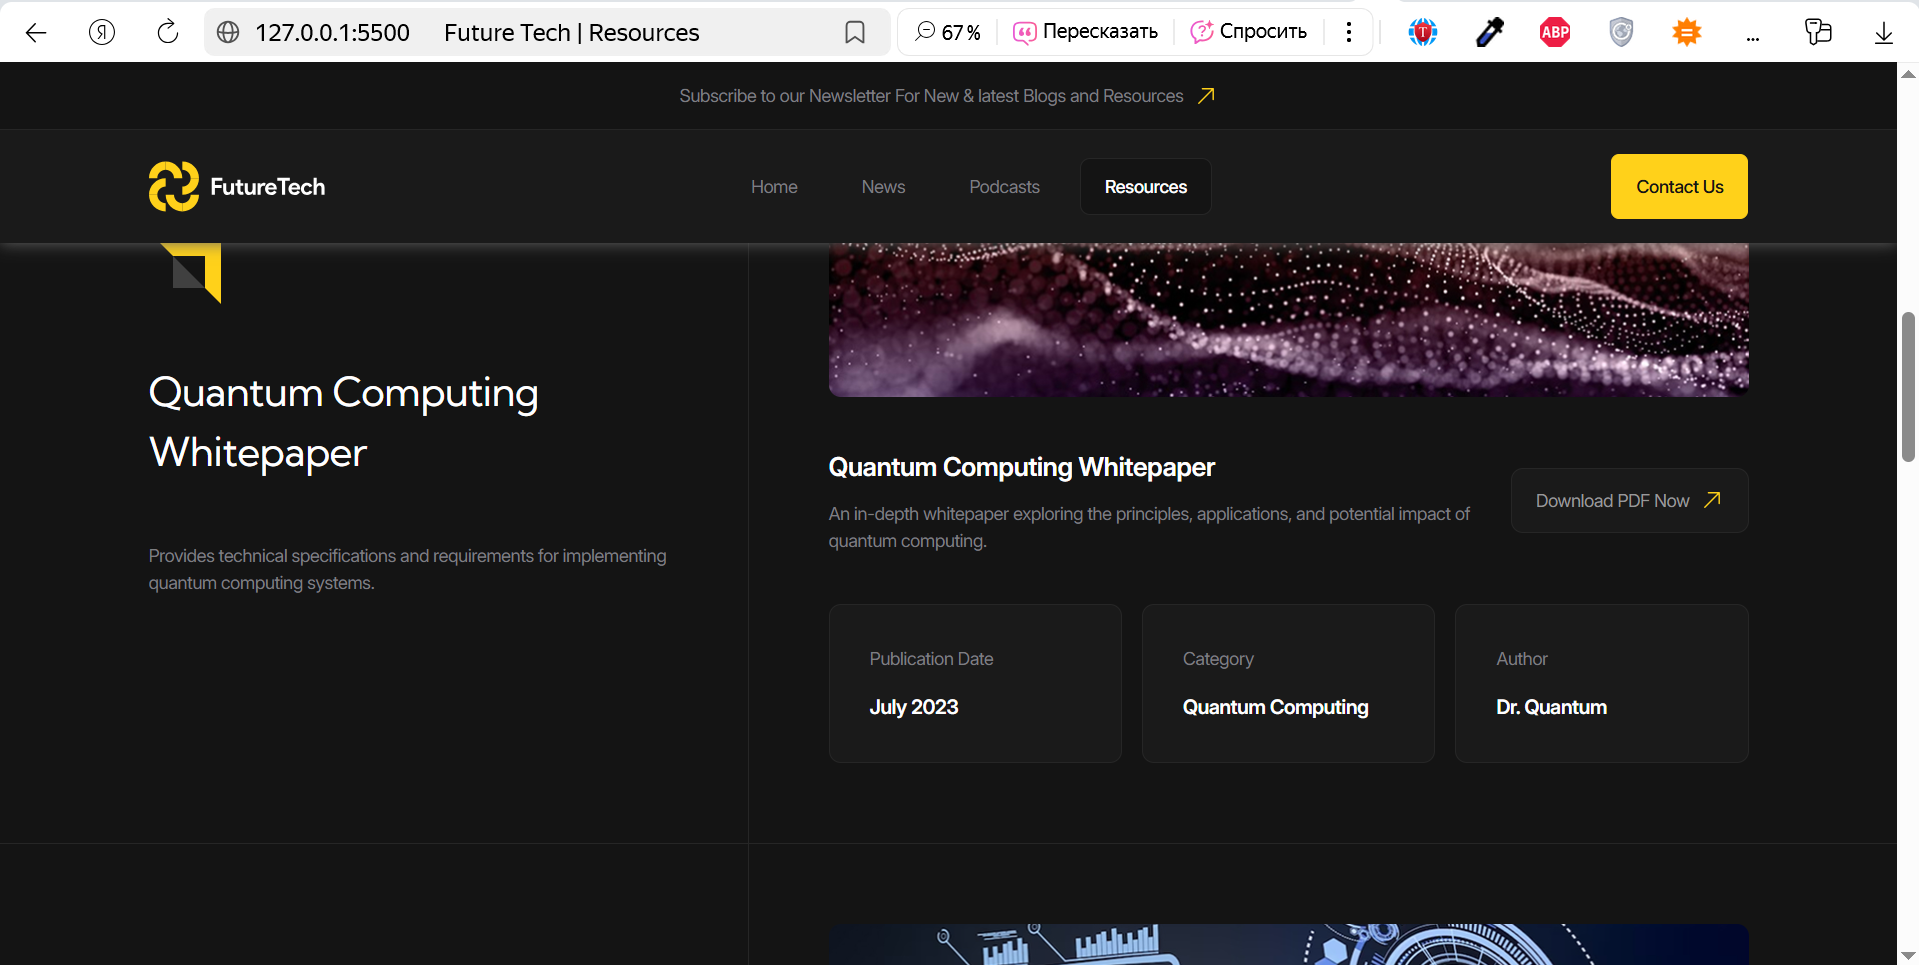 127.0.0.1:5500 Future Tech | Resources 67 % Пересказать Спросить ABP ...
Subscribe to our Newsletter For New & latest Blogs and Resources
FutureTech Home News Podcasts Resources Contact Us
Quantum Computing
Whitepaper
Provides technical specifications and requirements for implementing
quantum computing systems.
Quantum Computing Whitepaper
An in-depth whitepaper exploring the principles, applications, and potential impact of
quantum computing.
Download PDF Now
Publication Date
July 2023
Category
Quantum Computing
Author
Dr. Quantum